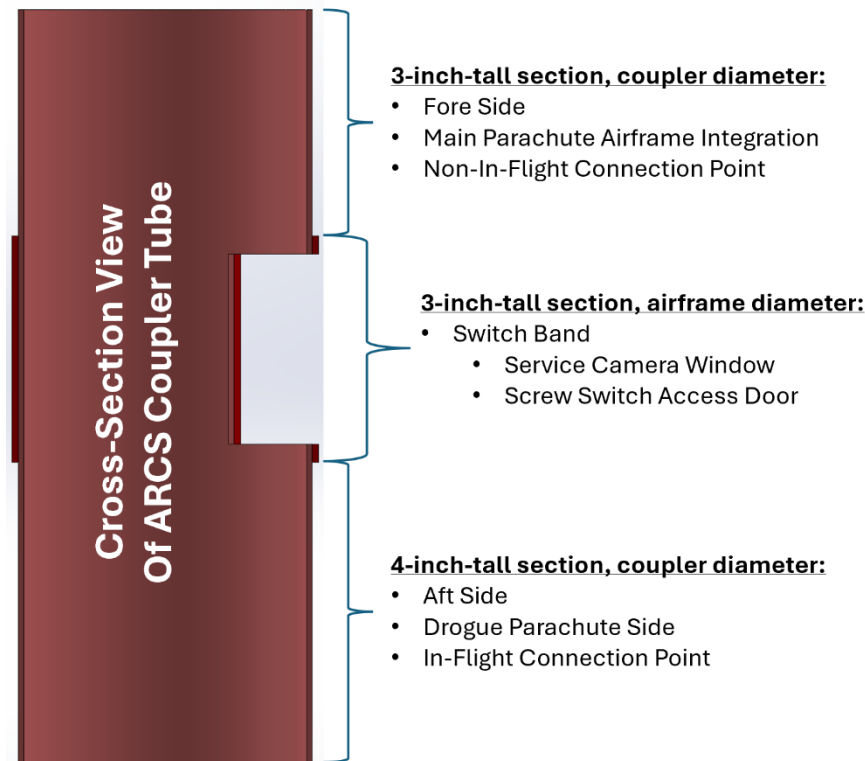 Cross-Section View
Of ARCS Coupler Tube
3-inch-tall section, coupler diameter:
• Fore Side
• Main Parachute Airframe Integration
• Non-In-Flight Connection Point
3-inch-tall section, airframe diameter:
• Switch Band
• Service Camera Window
• Screw Switch Access Door
4-inch-tall section, coupler diameter:
• Aft Side
• Drogue Parachute Side
• In-Flight Connection Point